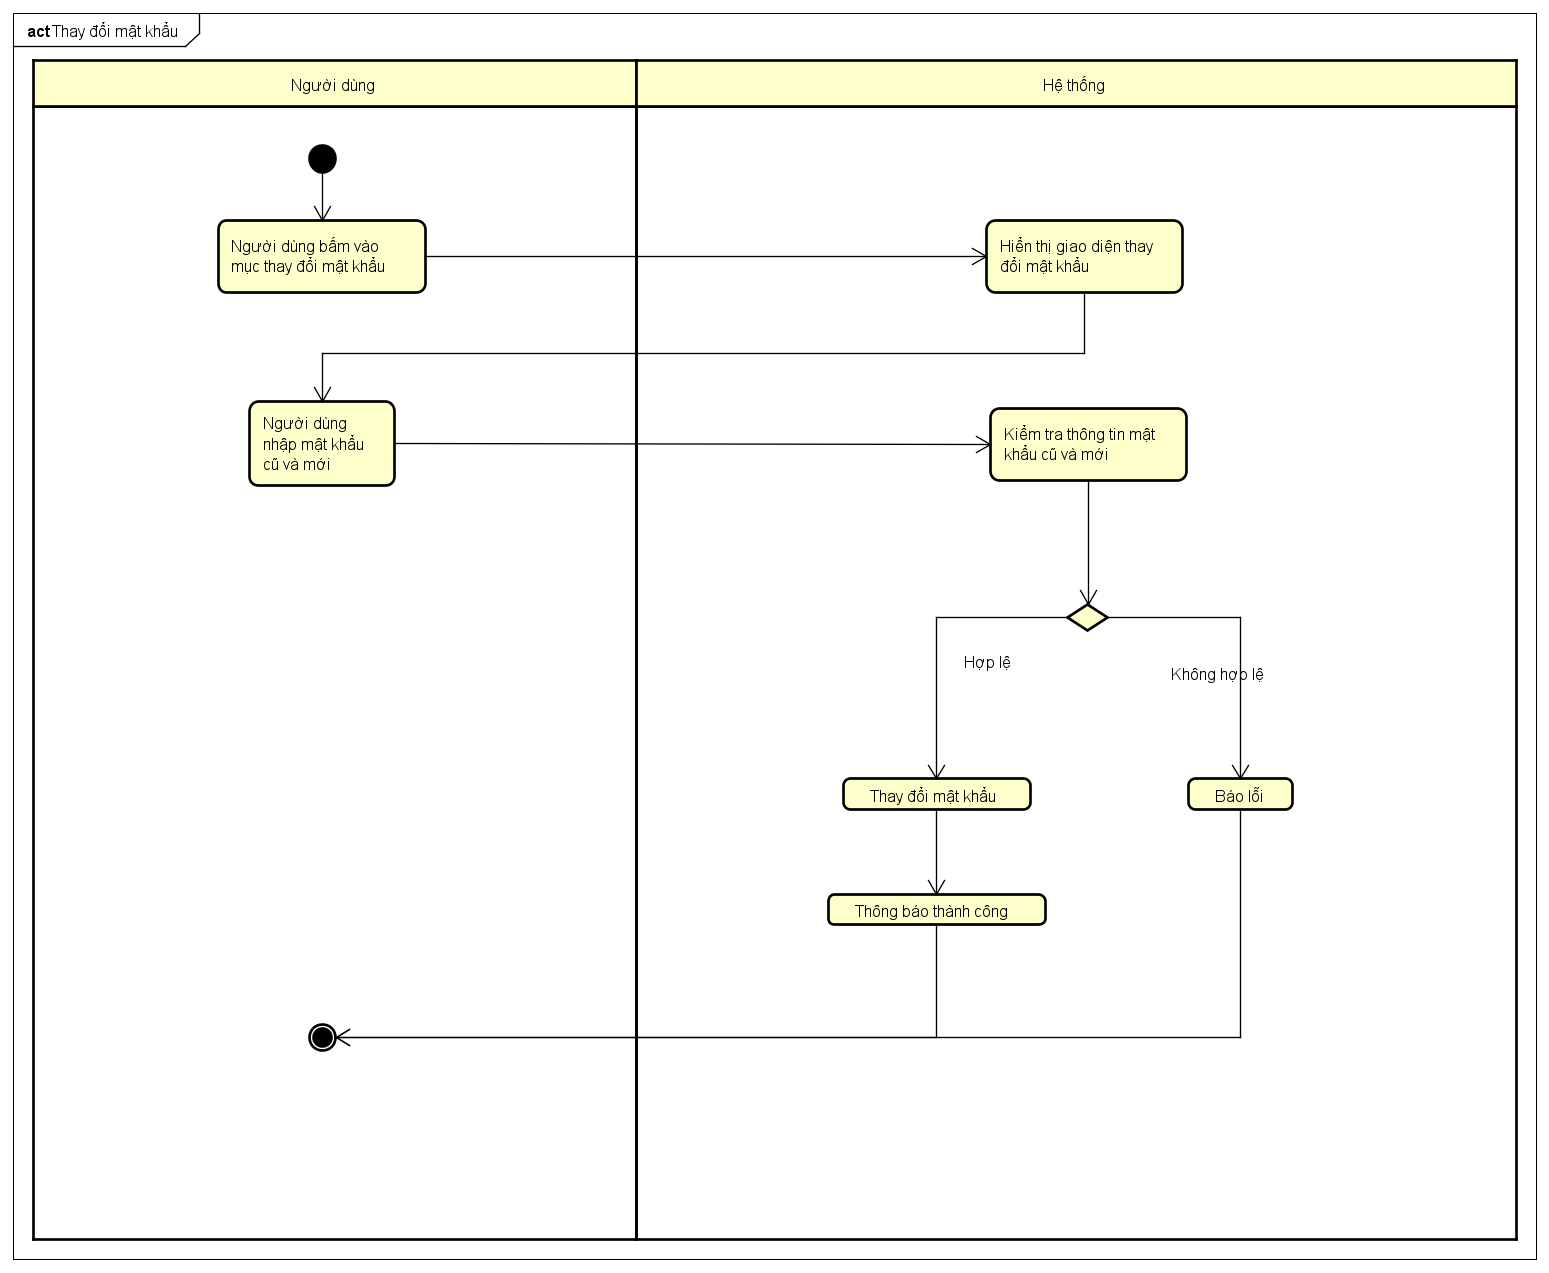 act Thay đổi mật khẩu
Người dùng
Hệ thống
Người dùng bấm vào
mục thay đổi mật khẩu
Hiển thị giao diện thay
đổi mật khẩu
Người dùng
nhập mật khẩu
cũ và mới
Kiểm tra thông tin mật
khẩu cũ và mới
Hợp lệ
Không hợp lệ
Thay đổi mật khẩu
Báo lỗi
Thông báo thành công